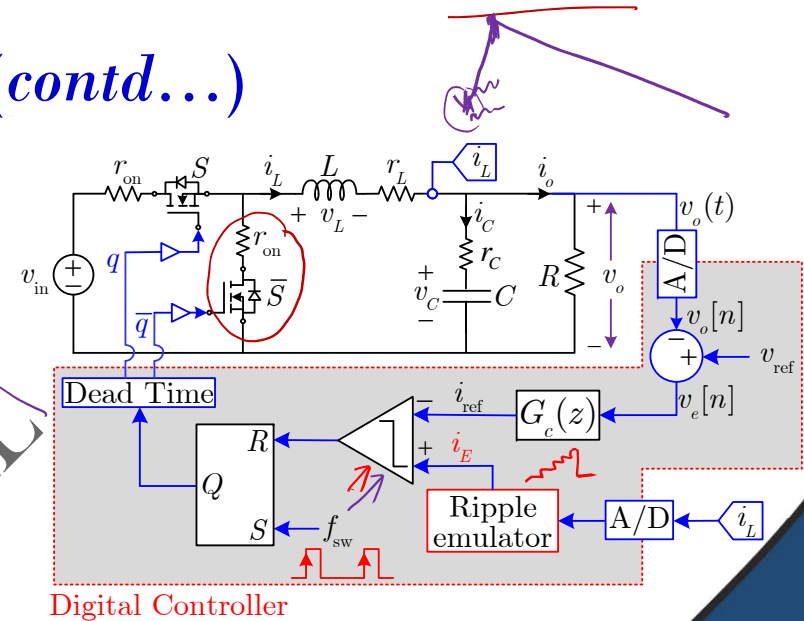 (contd...)
r_on
S
i_L
L
r_L
i_L
i_o
+ v_L −
i_C
v_o(t)
q
r_on
r_C
+
A/D
v_in
+
−
S̅
+
v_C
−
C
R
v_o
q̅
v_o[n]
−
−
+
v_ref
Dead Time
i_ref
−
G_c(z)
v_e[n]
R
+
i_E
Q
Ripple
emulator
A/D
i_L
S
f_sw
Digital Controller